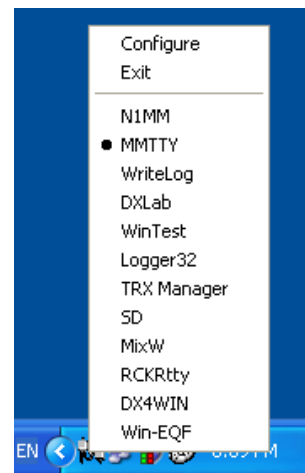 Configure
Exit
N1MM
MMTTY
WriteLog
DXLab
WinTest
Logger32
TRX Manager
SD
MixW
RCKRtty
DX4WIN
Win-EQF
EN